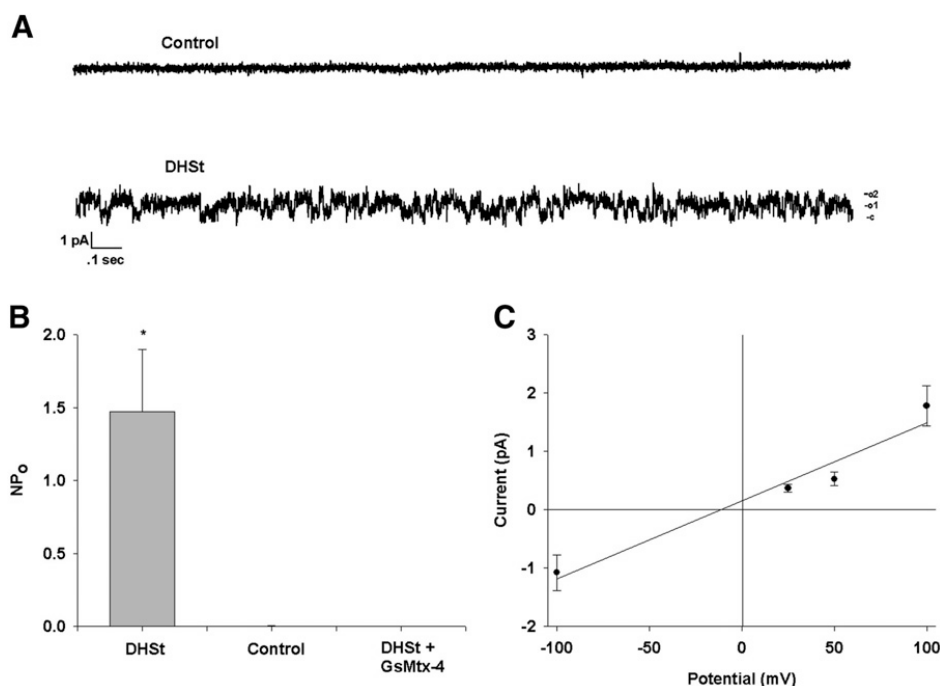 A
Control
DHSt
o2
o1
c
1 pA
.1 sec
B
2.0
*
1.5
1.0
0.5
0.0
NPo
DHSt
Control
DHSt +
GsMtx-4
C
3
2
1
0
-1
-2
Current (pA)
-100
-50
0
50
100
Potential (mV)